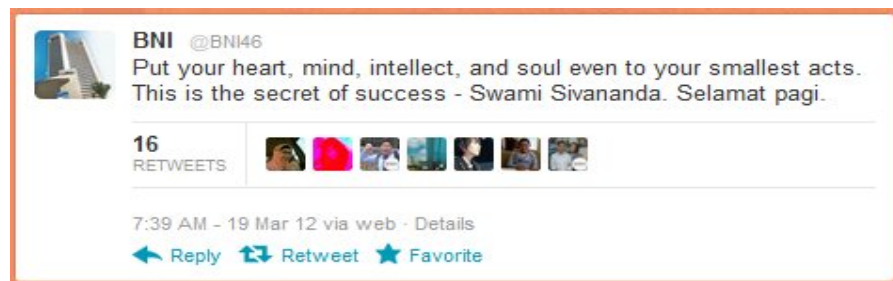 BNI @BNI46
Put your heart, mind, intellect, and soul even to your smallest acts.
This is the secret of success - Swami Sivananda. Selamat pagi.
16
RETWEETS
7:39 AM - 19 Mar 12 via web · Details
Reply Retweet Favorite